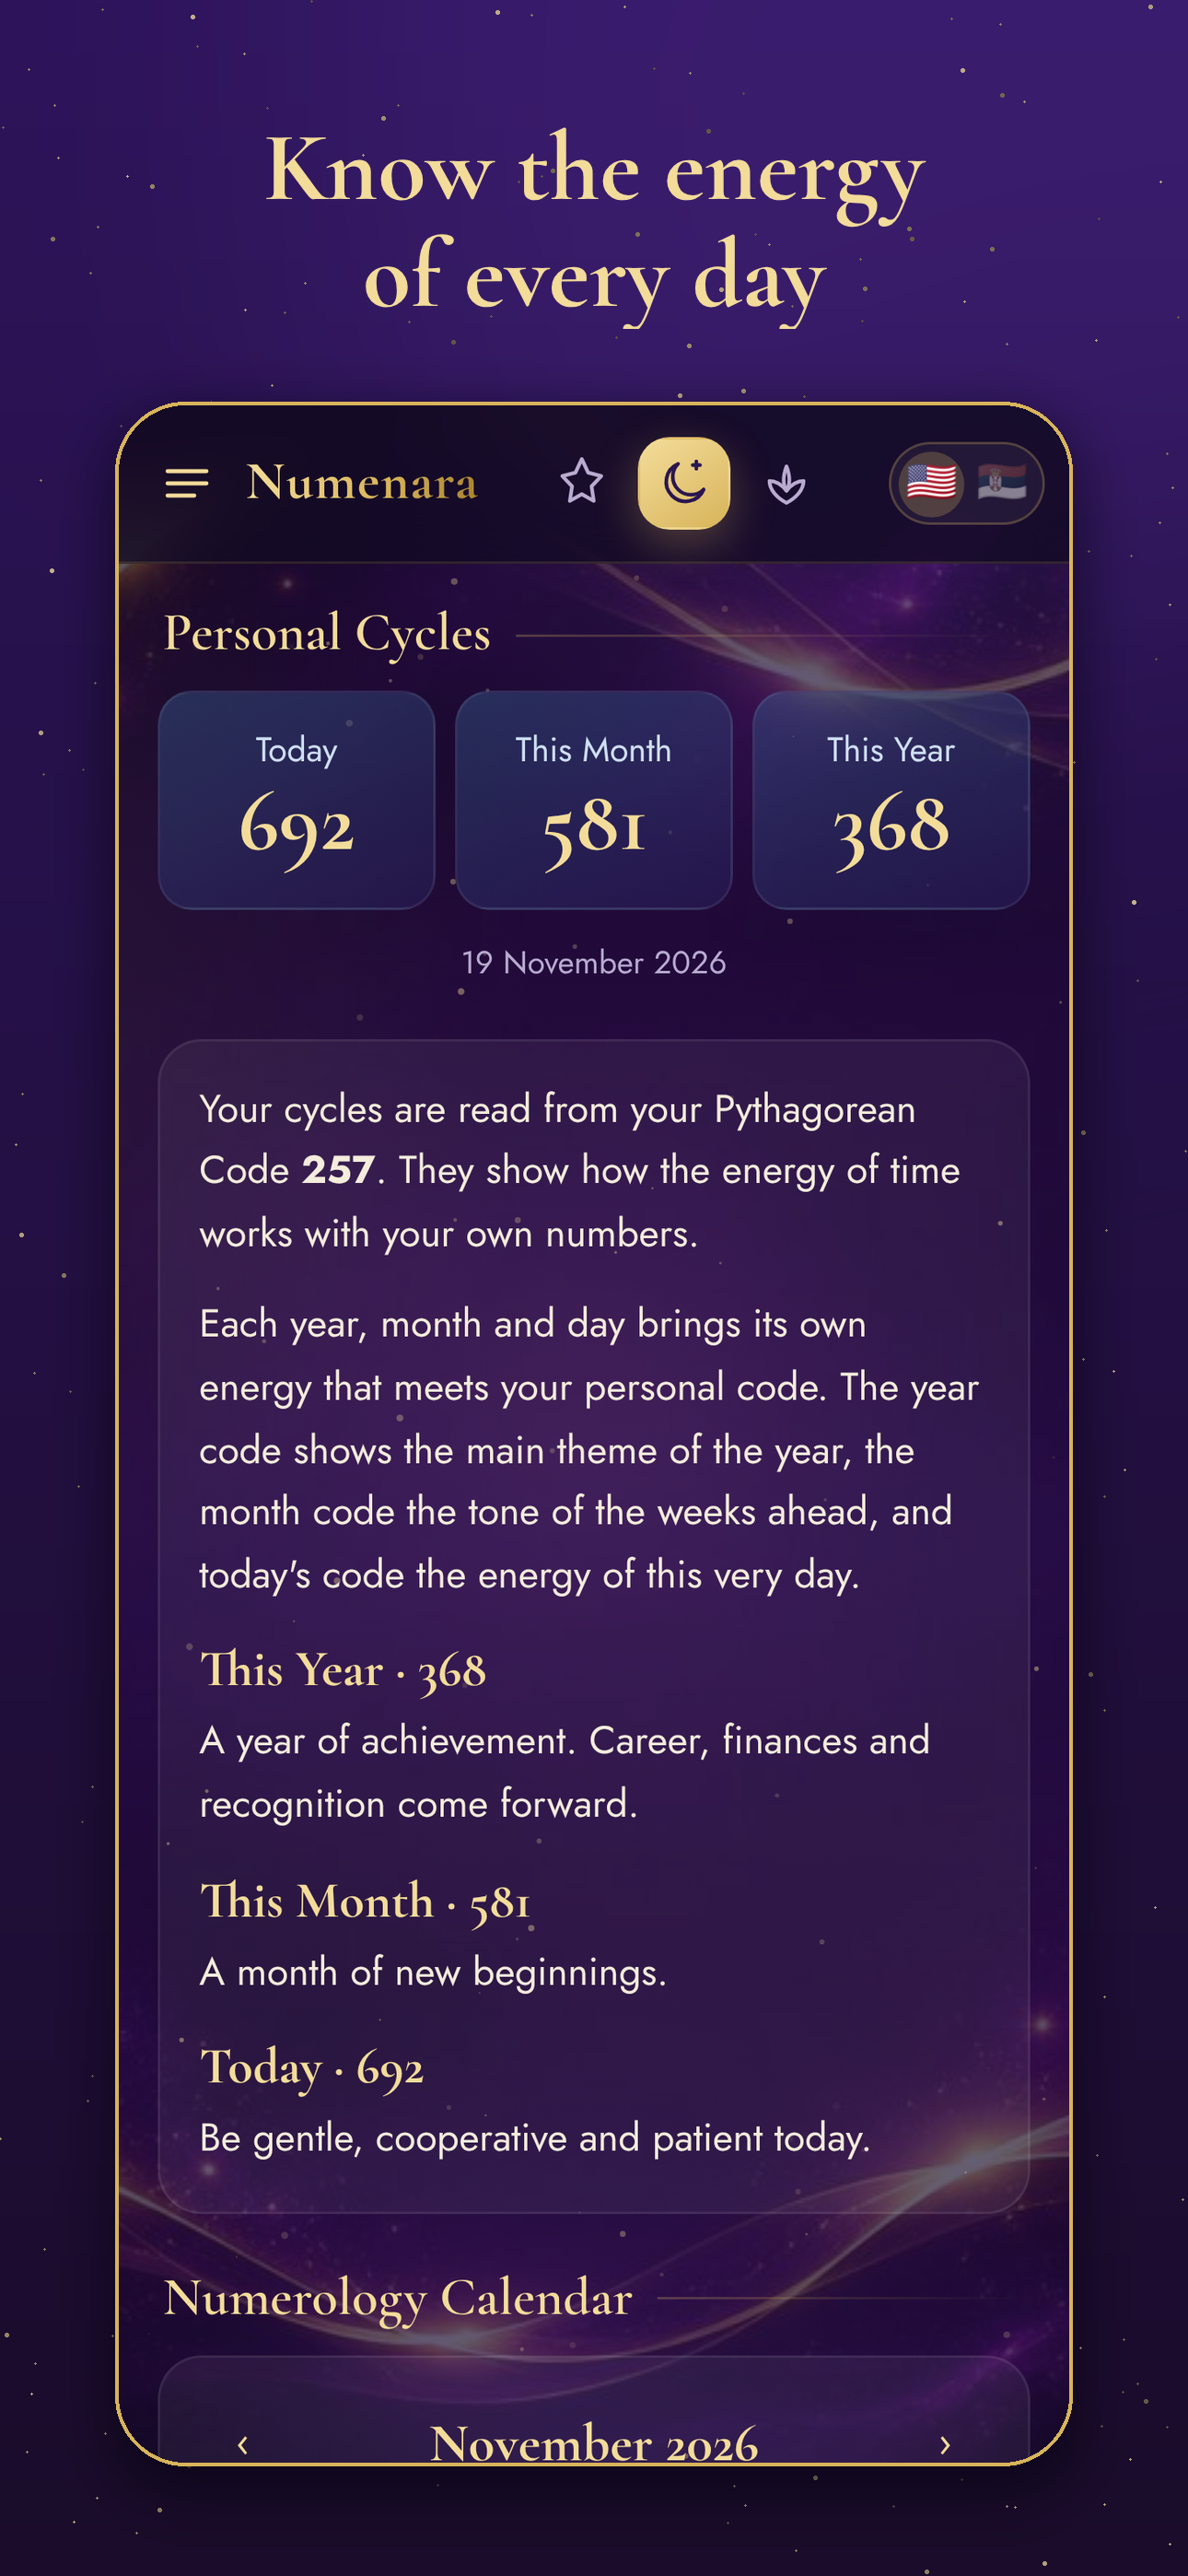 Know the energy
of every day
Numenara
Personal Cycles
Today
692
This Month
581
This Year
368
19 November 2026
Your cycles are read from your Pythagorean
Code 257. They show how the energy of time
works with your own numbers.
Each year, month and day brings its own
energy that meets your personal code. The year
code shows the main theme of the year, the
month code the tone of the weeks ahead, and
today's code the energy of this very day.
This Year · 368
A year of achievement. Career, finances and
recognition come forward.
This Month · 581
A month of new beginnings.
Today · 692
Be gentle, cooperative and patient today.
Numerology Calendar
‹ November 2026 ›